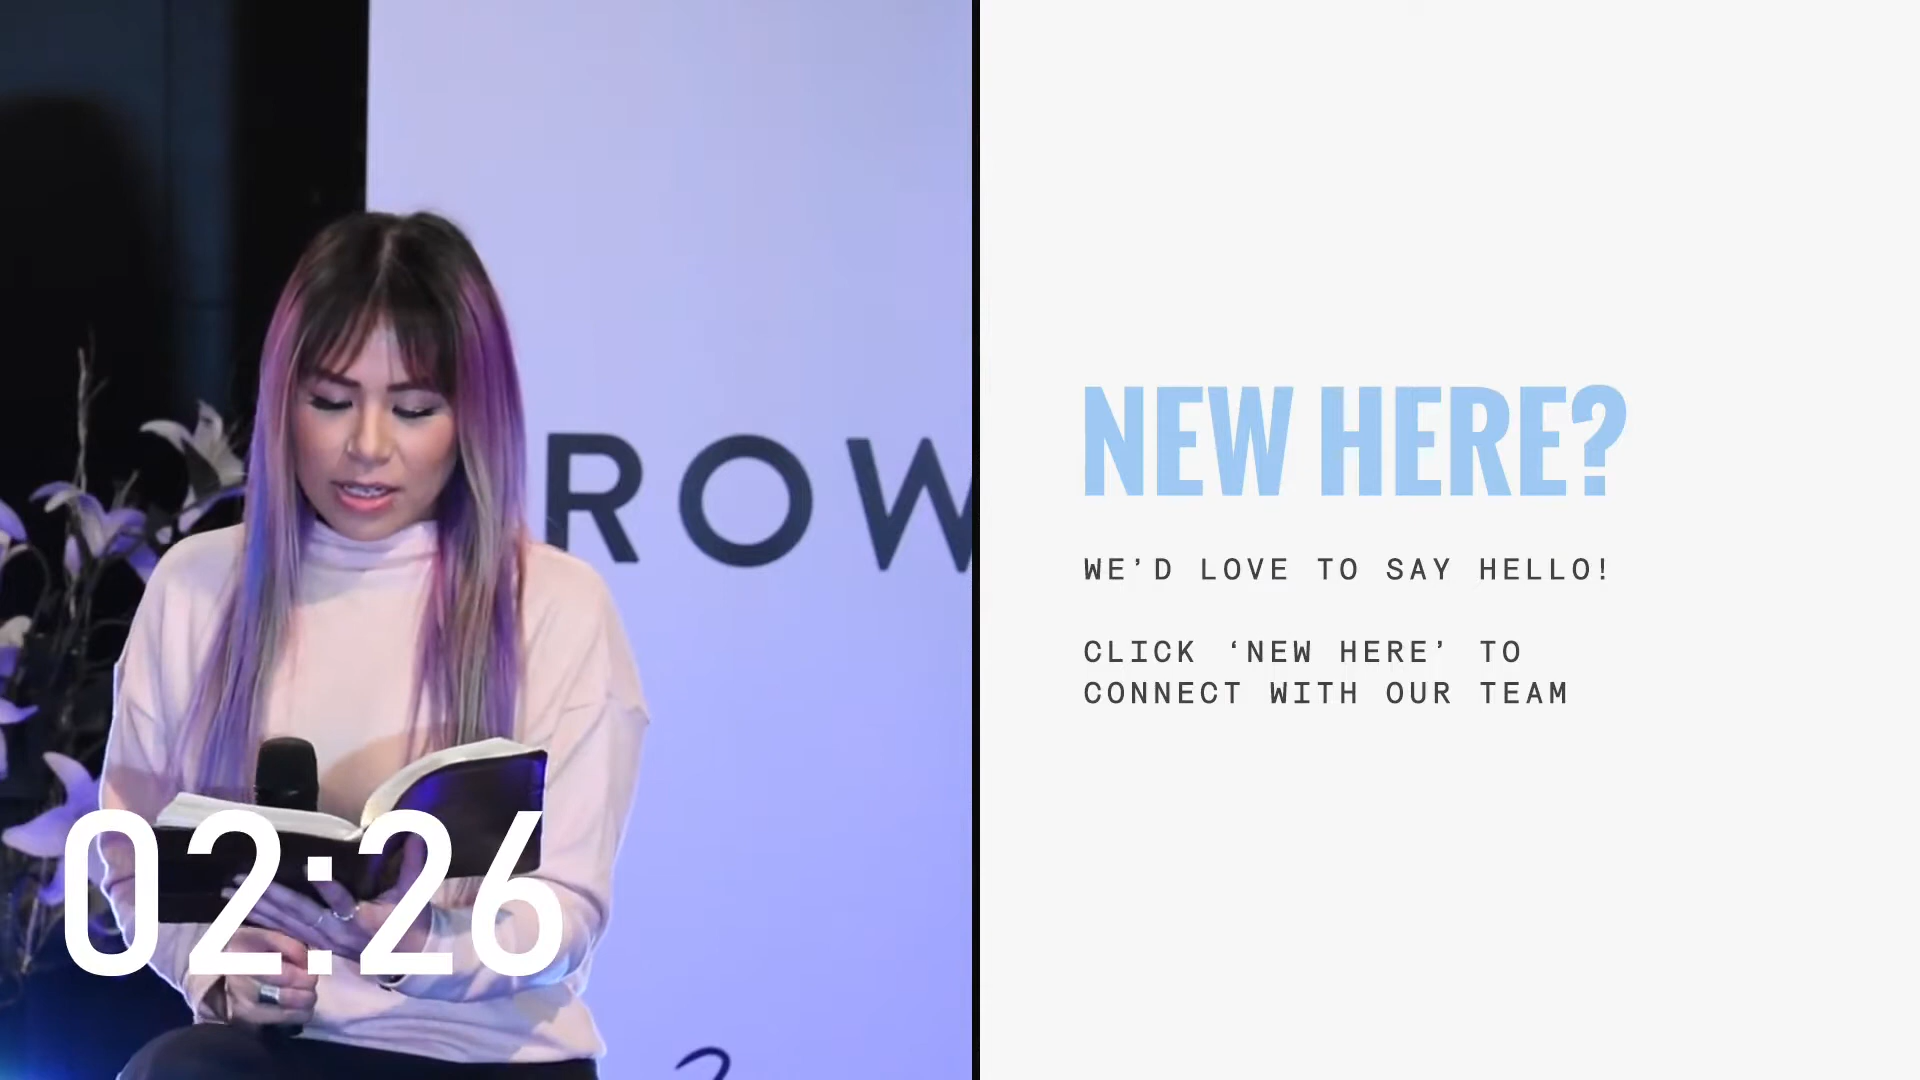 ROW
02:26
NEW HERE?
WE’D LOVE TO SAY HELLO!
CLICK ‘NEW HERE’ TO
CONNECT WITH OUR TEAM